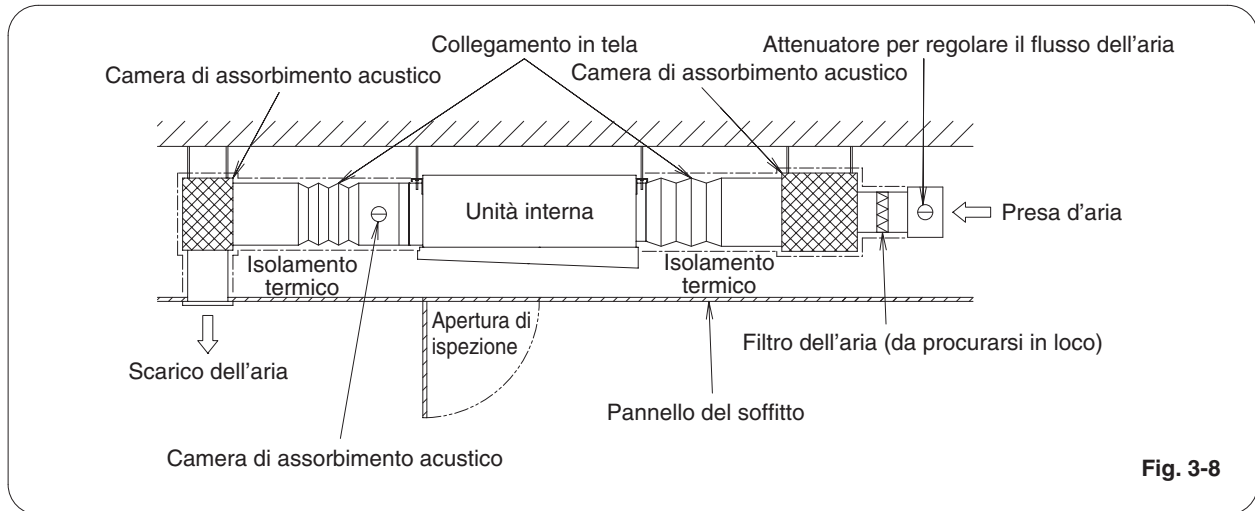 Collegamento in tela
Attenuatore per regolare il flusso dell'aria
Camera di assorbimento acustico
Camera di assorbimento acustico
Unità interna
Presa d'aria
Isolamento
termico
Isolamento
termico
Apertura di
ispezione
Filtro dell'aria (da procurarsi in loco)
Scarico dell'aria
Pannello del soffitto
Camera di assorbimento acustico
Fig. 3-8